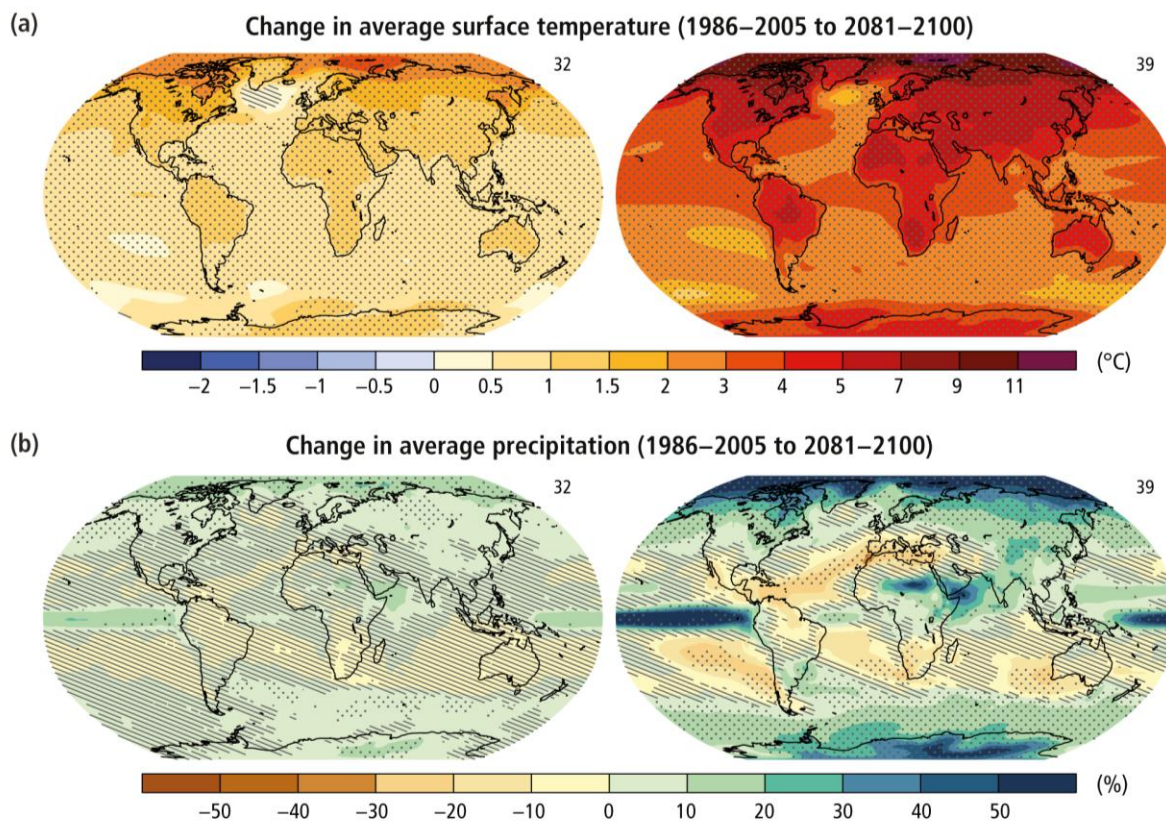 (a)
Change in average surface temperature (1986–2005 to 2081–2100)
32
39
−2 −1.5 −1 −0.5 0 0.5 1 1.5 2 3 4 5 7 9 11
(°C)
(b)
Change in average precipitation (1986–2005 to 2081–2100)
32
39
−50 −40 −30 −20 −10 0 10 20 30 40 50
(%)